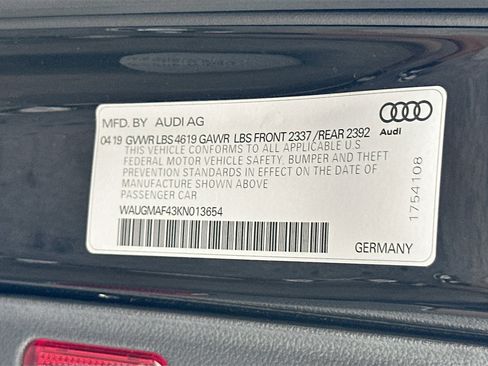 MFD. BY AUDI AG
04 19 GVWR LBS 4619 GAWR LBS FRONT 2337 / REAR 2392
THIS VEHICLE CONFORMS TO ALL APPLICABLE U.S
FEDERAL MOTOR VEHICLE SAFETY, BUMPER AND THEFT
PREVENTION STANDARDS IN EFFECT ON THE DATE OF
MANUFACTURE SHOWN ABOVE
PASSENGER CAR
WAUGMAF43KN013654
GERMANY
Audi
1754108